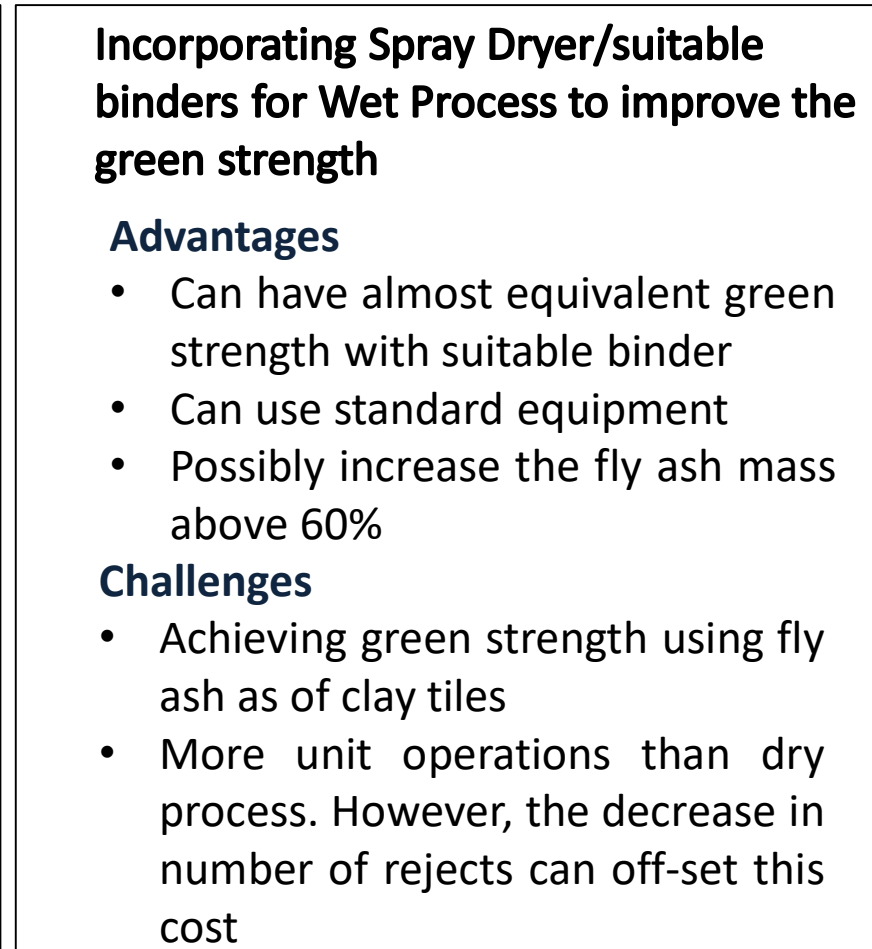 Incorporating Spray Dryer/suitable
binders for Wet Process to improve the
green strength
Advantages
• Can have almost equivalent green
strength with suitable binder
• Can use standard equipment
• Possibly increase the fly ash mass
above 60%
Challenges
• Achieving green strength using fly
ash as of clay tiles
• More unit operations than dry
process. However, the decrease in
number of rejects can off-set this
cost